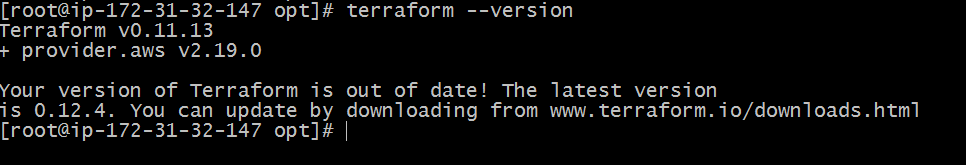 [root@ip-172-31-32-147 opt]# terraform --version
Terraform v0.11.13
+ provider.aws v2.19.0
Your version of Terraform is out of date! The latest version
is 0.12.4. You can update by downloading from www.terraform.io/downloads.html
[root@ip-172-31-32-147 opt]#